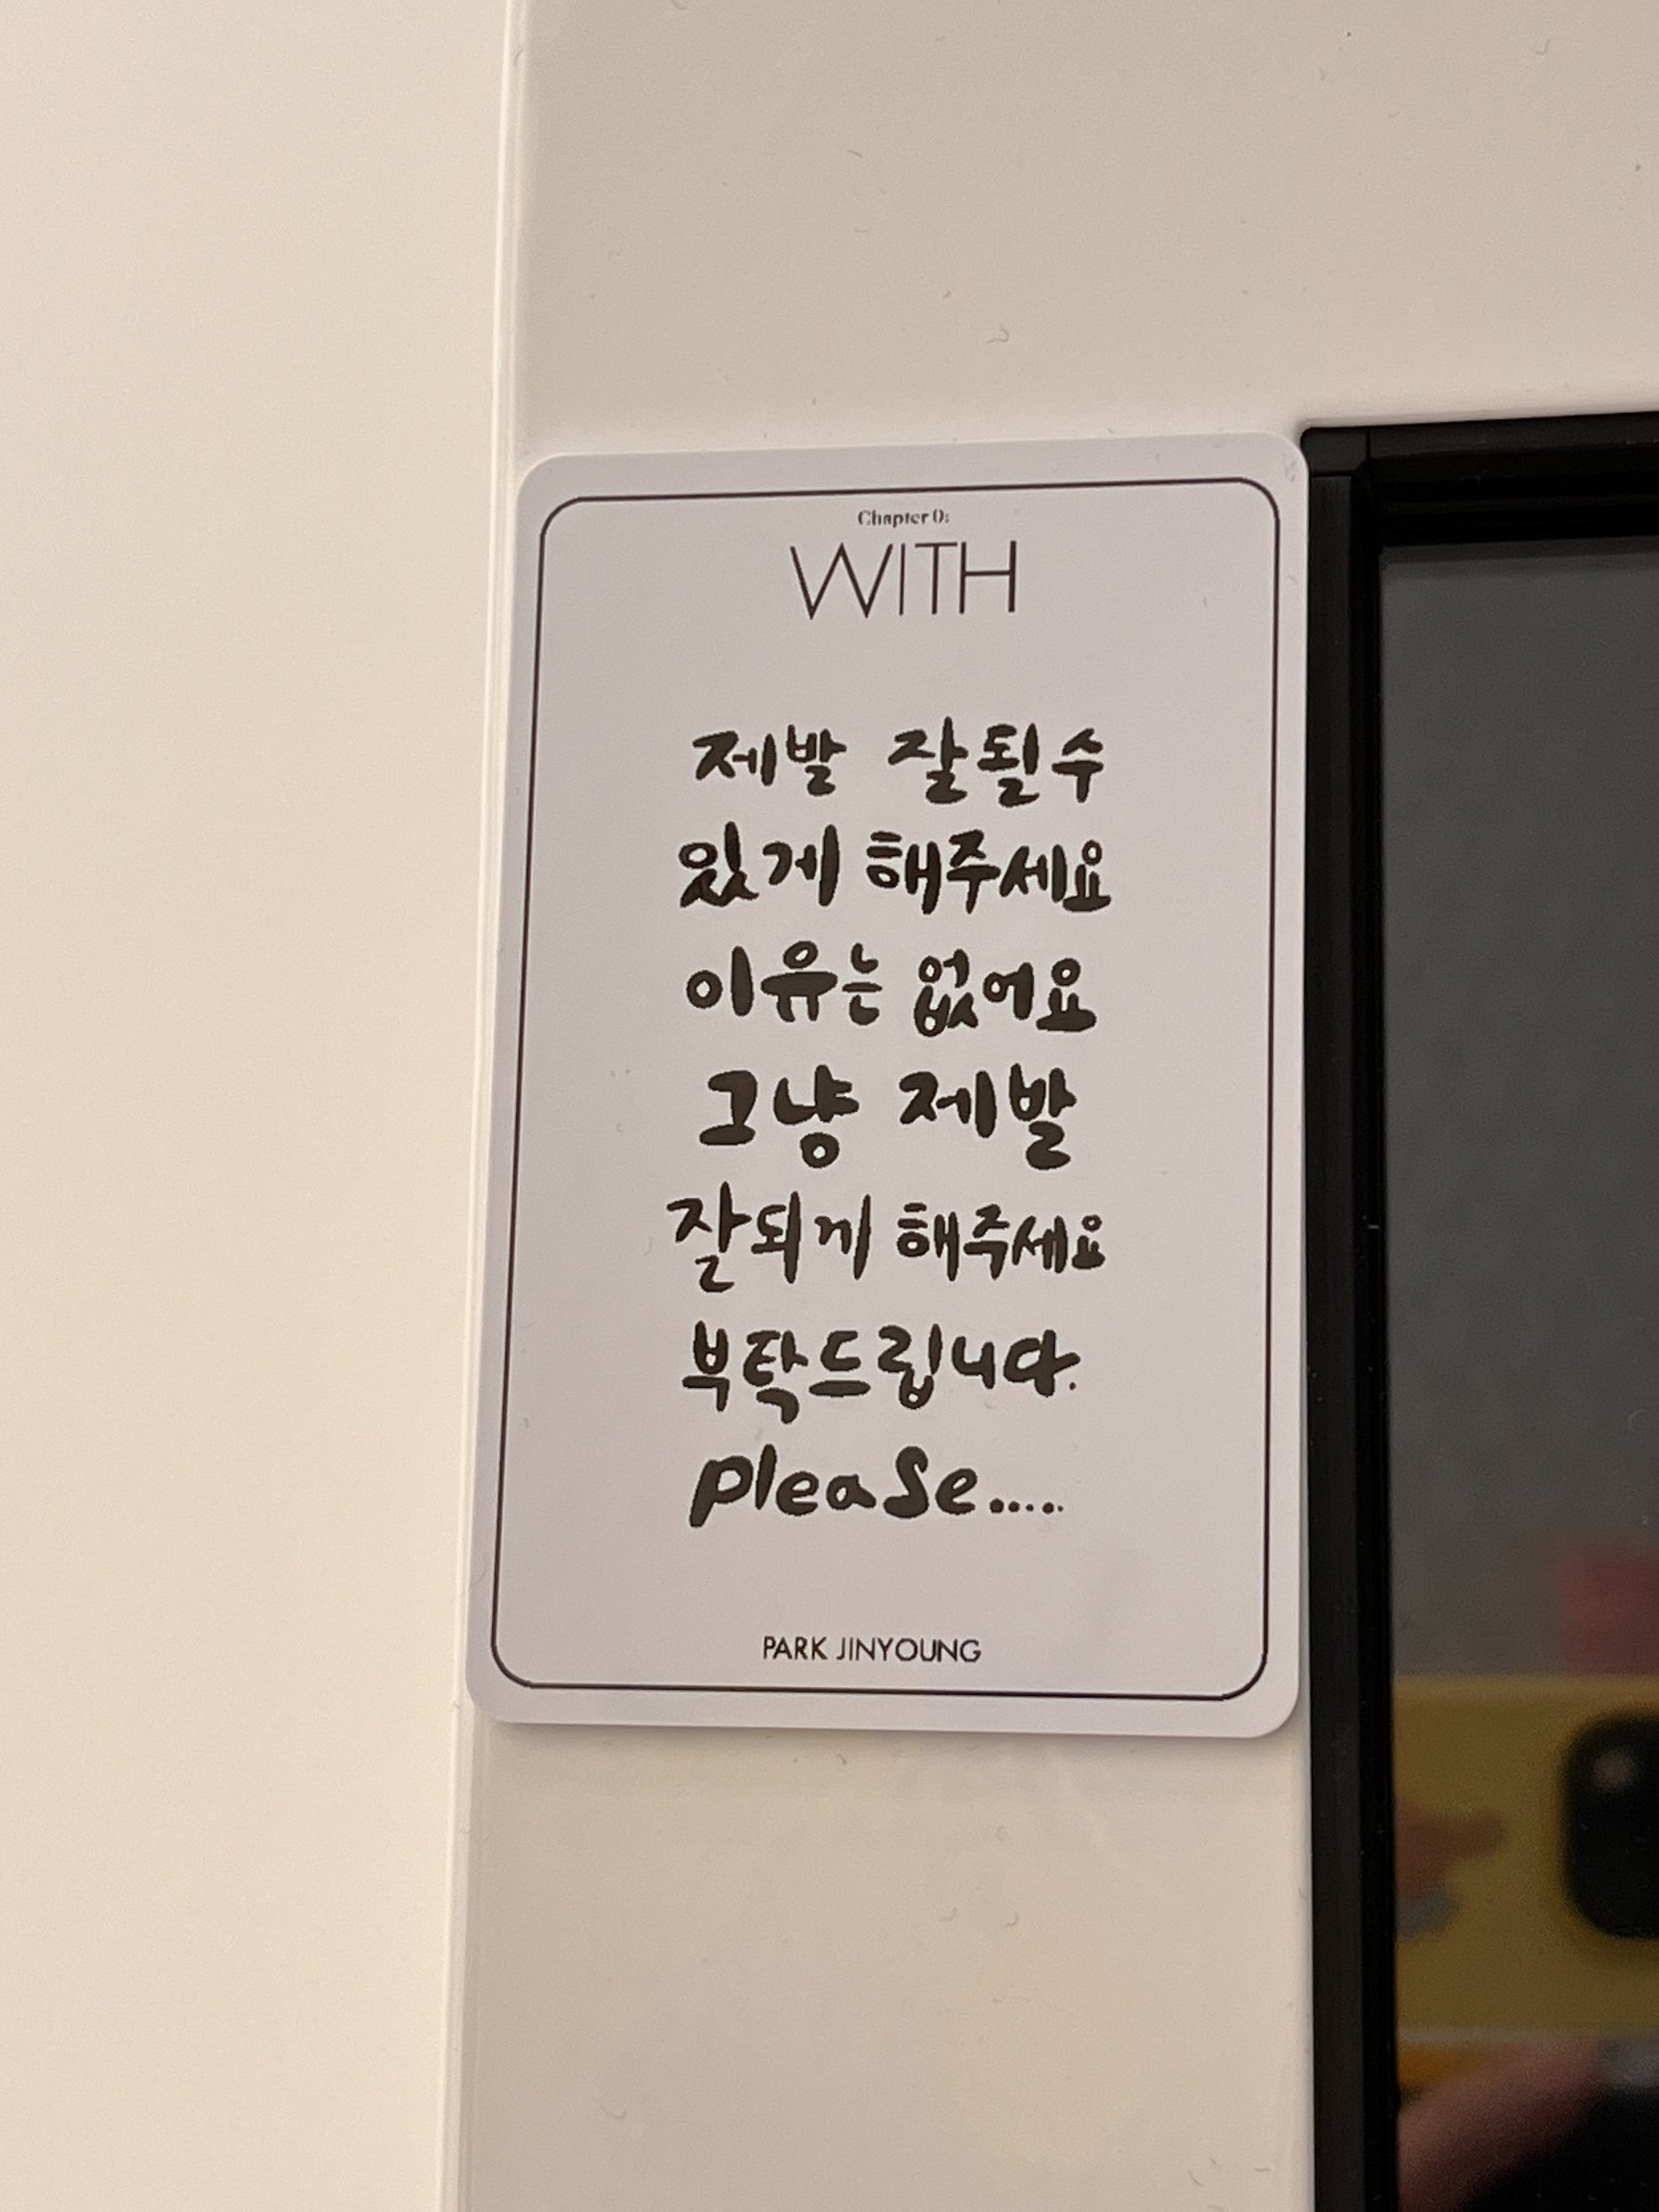 Chapter 0:
WITH
제발 잘될수
있게 해주세요
이유는 없어요
그냥 제발
잘되게 해주세요
부탁드립니다.
please.....
PARK JINYOUNG